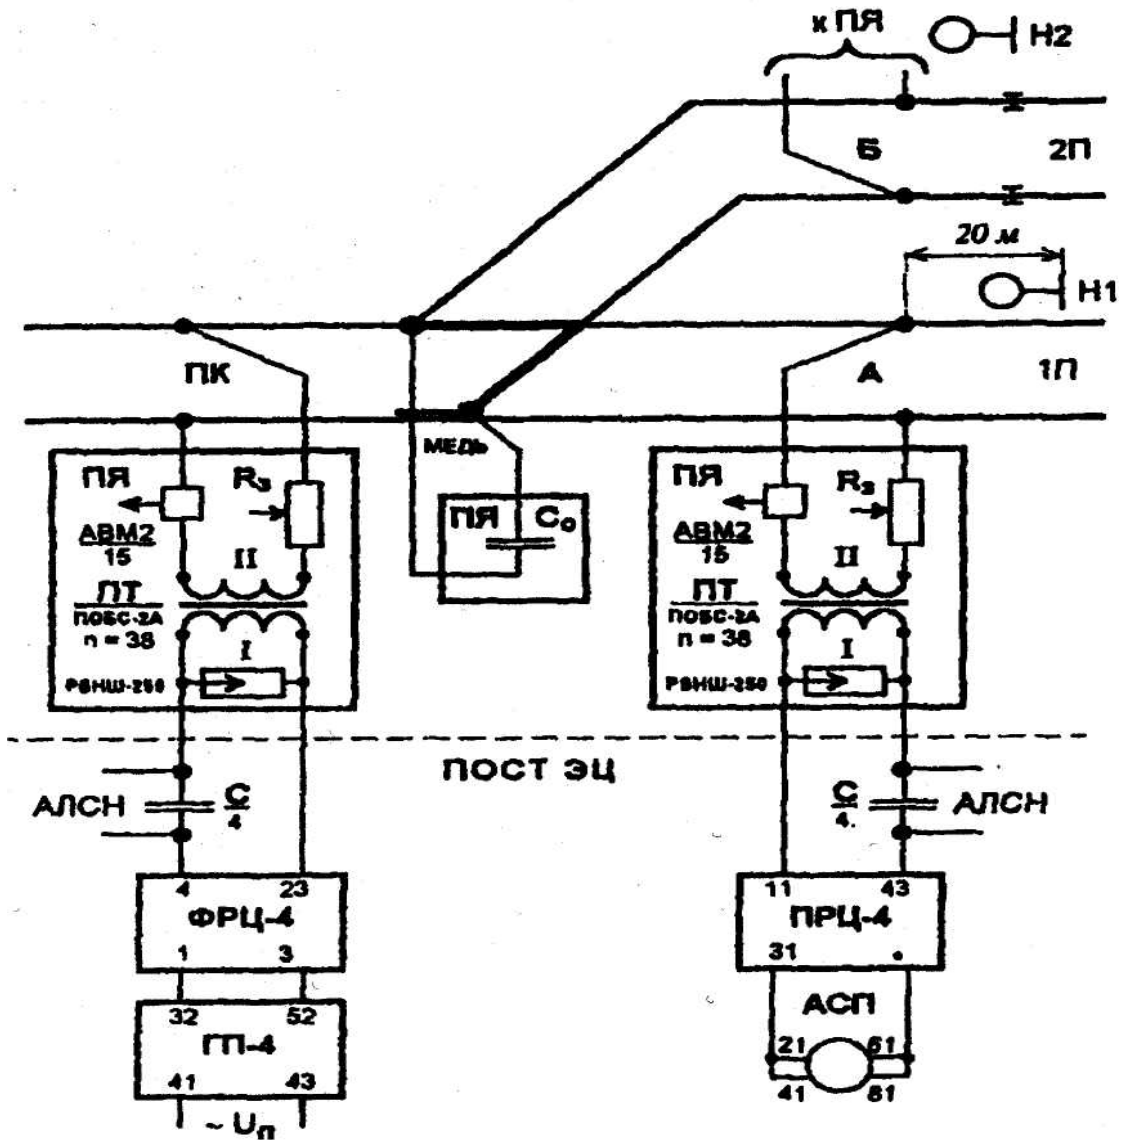 к ПЯ
Н2
Б
2П
20 м
Н1
ПК
А
1П
МЕДЬ
ПЯ
Rз
АВМ2
15
II
ПТ
ПОБС-2А
n = 38
I
РВНШ-250
ПЯ
Cо
ПЯ
Rз
АВМ2
15
II
ПТ
ПОБС-2А
n = 38
I
РВНШ-250
ПОСТ ЭЦ
АЛСН
C
4
C
4.
АЛСН
4
23
ФРЦ-4
1
3
11
43
ПРЦ-4
31
32
52
ГП-4
41
43
~ Uп
АСП
21
61
41
81